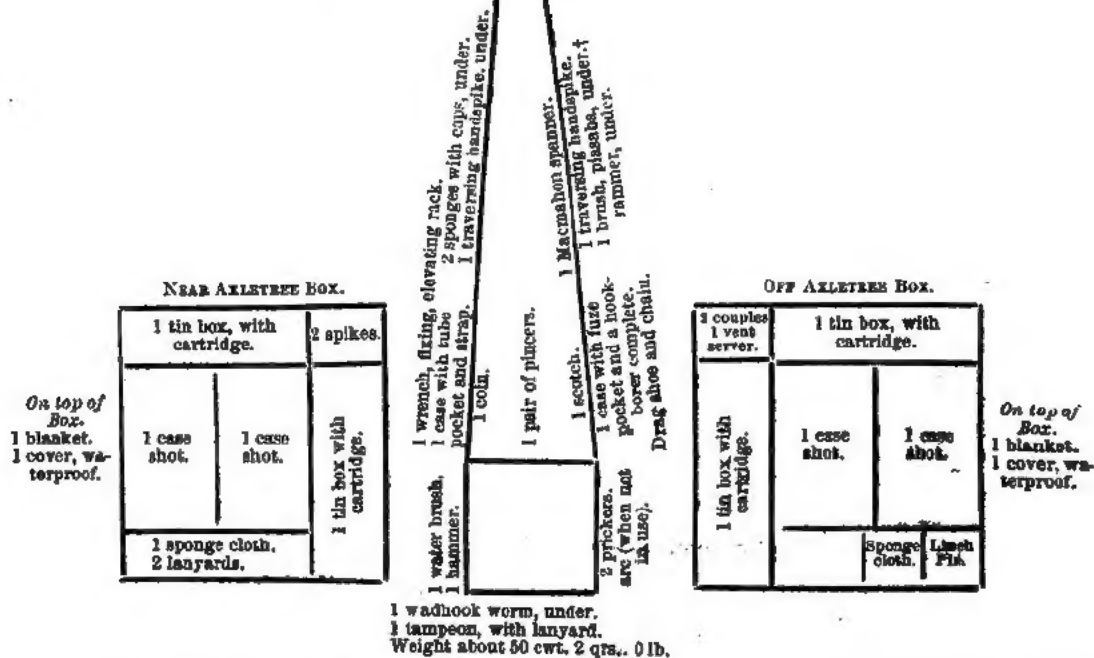 NEAR AXLETREE BOX.
1 tin box, with
cartridge.
2 spikes.
1 case
shot.
1 case
shot.
1 tin box with
cartridge.
1 sponge cloth.
2 lanyards.
On top of
Box.
1 blanket.
1 cover, wa-
terproof.
1 wrench, fixing, elevating rack.
2 sponges with caps, under.
1 traversing handspike, under.
1 case with tube
pocket and strap.
1 coin.
1 pair of pincers.
1 Macmahon spanner.
1 traversing handspike.
1 brush, piasaba, under.†
rammer, under.
1 scotch.
1 case with fuze
pocket and a hook-
borer complete.
Drag shoe and chain.
1 water brush.
1 hammer.
2 prickers.
arc (when not
in use).
1 wadhook worm, under.
1 tampeon, with lanyard.
Weight about 50 cwt. 2 qrs.. 0 lb.
OFF AXLETREE BOX.
2 couples
1 vent
server.
1 tin box, with
cartridge.
1 tin box with
cartridge.
1 case
shot.
1 case
shot.
Sponge
cloth.
Linch
Pin.
On top of
Box.
1 blanket.
1 cover, wa-
terproof.